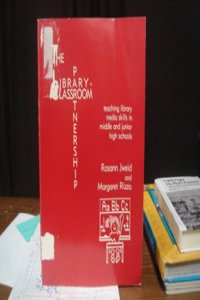 THE
LIBRARY-
CLASSROOM
PARTNERSHIP
teaching library
media skills in
middle and junior
high schools
Rosann Jweid
and
Margaret Rizzo
Aa Bb Cc